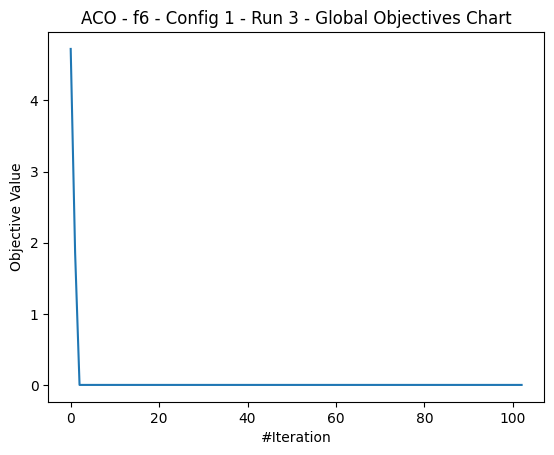 ACO - f6 - Config 1 - Run 3 - Global Objectives Chart
Objective Value
4
3
2
1
0
0 20 40 60 80 100
#Iteration